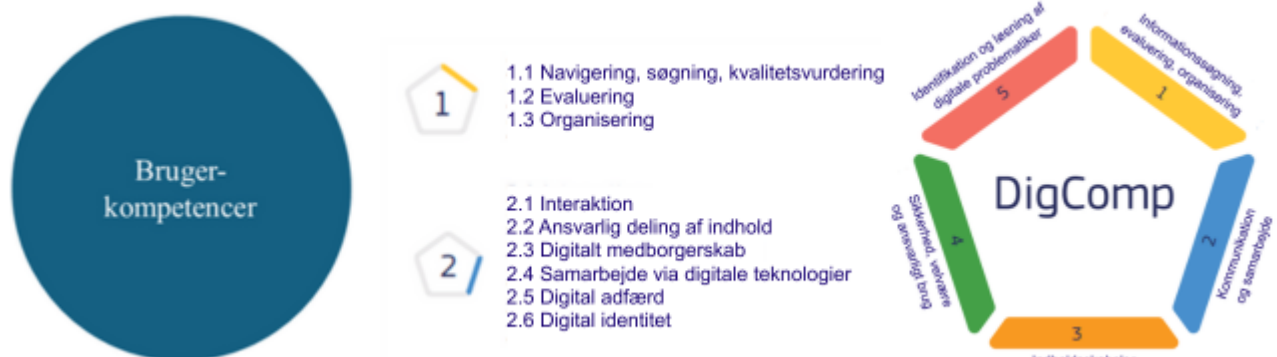 Bruger-
kompetencer
1
1.1 Navigering, søgning, kvalitetsvurdering
1.2 Evaluering
1.3 Organisering
2
2.1 Interaktion
2.2 Ansvarlig deling af indhold
2.3 Digitalt medborgerskab
2.4 Samarbejde via digitale teknologier
2.5 Digital adfærd
2.6 Digital identitet
DigComp
Informationssøgning,
evaluering, organisering
1
Kommunikation
og samarbejde
2
3
Sikkerhed, velvære
og ansvarligt brug
4
Identifikation og løsning af
digitale problematiker
5